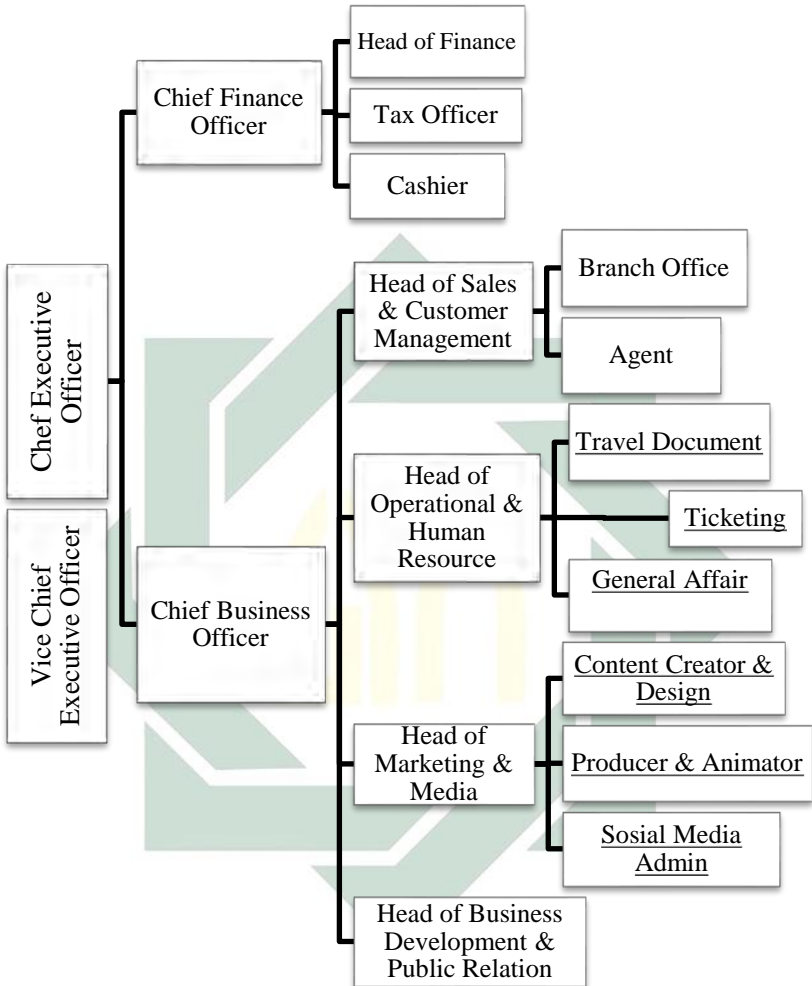 Head of Finance
Chief Finance
Officer
Tax Officer
Cashier
Chef Executive
Officer
Vice Chief
Executive Officer
Chief Business
Officer
Head of Sales
& Customer
Management
Branch Office
Agent
Head of
Operational &
Human
Resource
Travel Document
Ticketing
General Affair
Head of
Marketing &
Media
Content Creator &
Design
Producer & Animator
Sosial Media
Admin
Head of Business
Development &
Public Relation